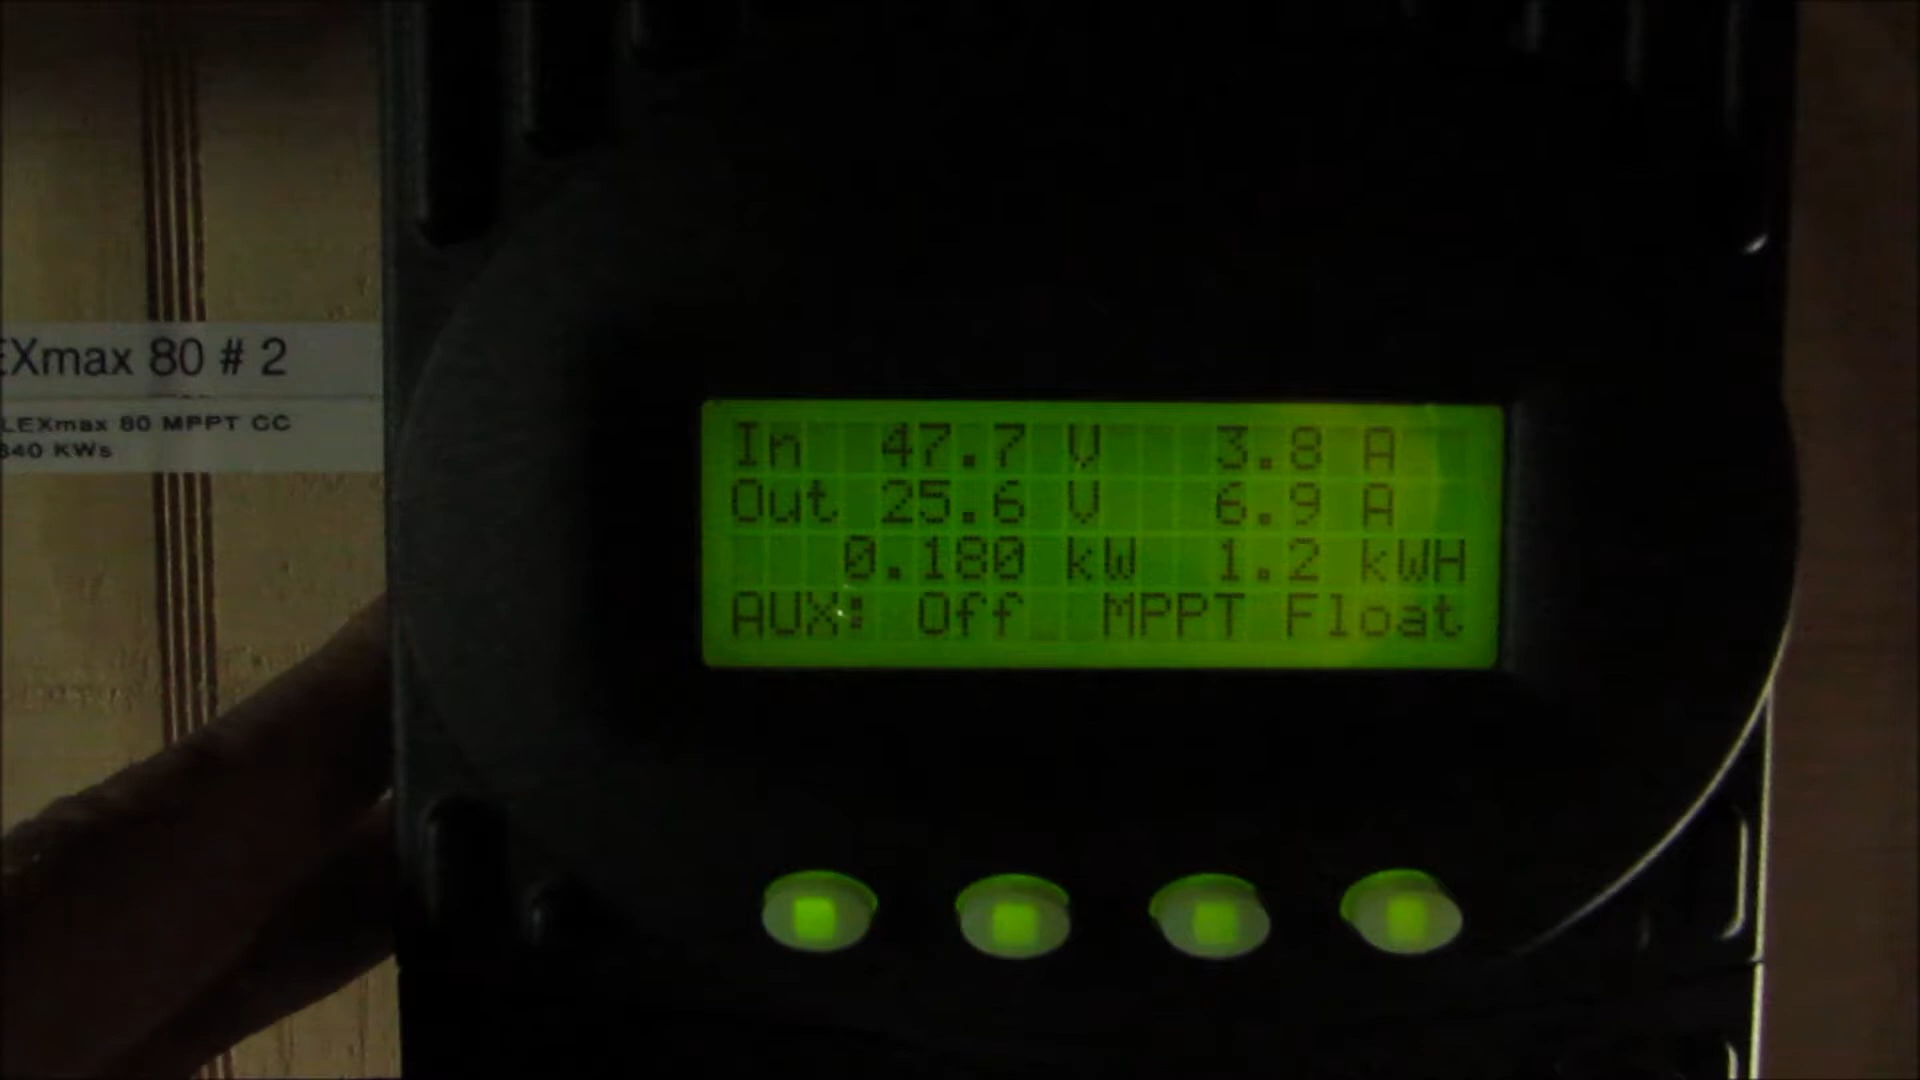 EXmax 80 # 2
LEXmax 80 MPPT CC
840 KWs
In 47.7 V 3.8 A
Out 25.6 V 6.9 A
0.180 kW 1.2 kWH
AUX: Off MPPT Float